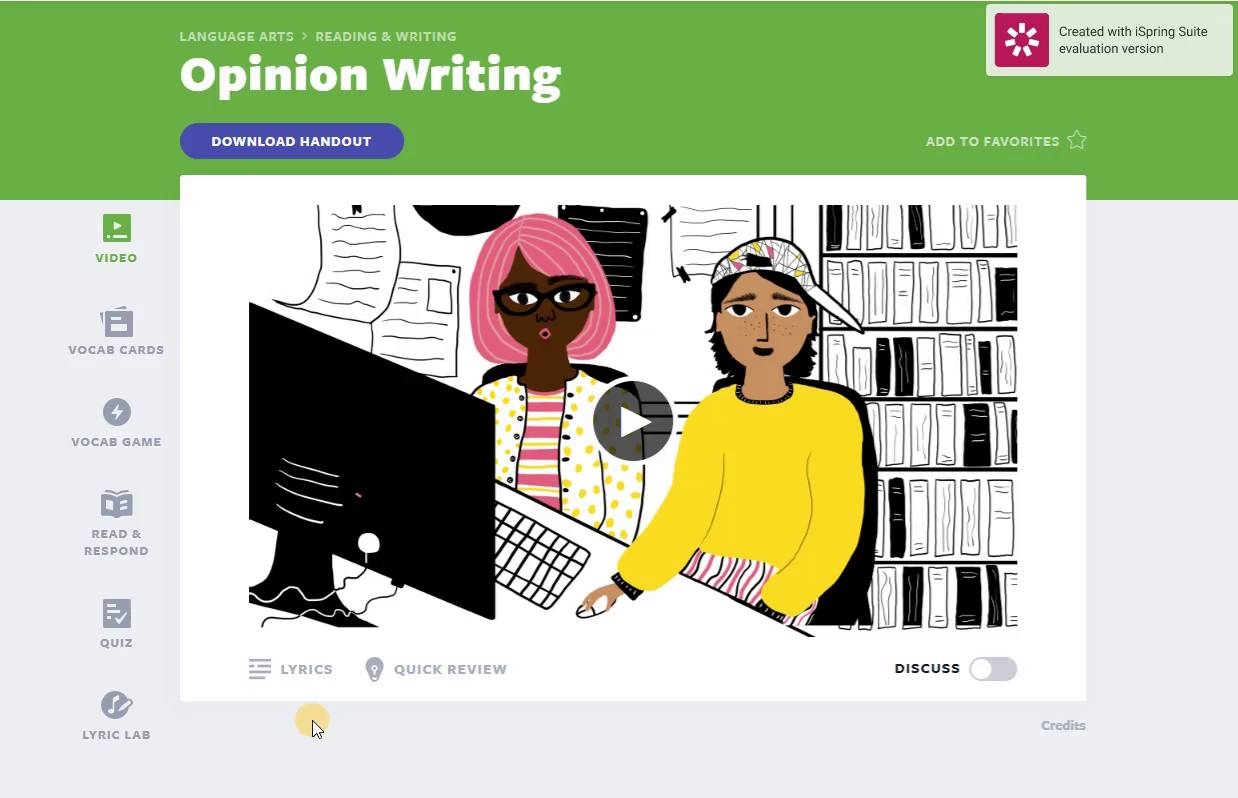 LANGUAGE ARTS > READING & WRITING
Opinion Writing
Created with iSpring Suite
evaluation version
DOWNLOAD HANDOUT
ADD TO FAVORITES
VIDEO
VOCAB CARDS
VOCAB GAME
READ &
RESPOND
QUIZ
LYRIC LAB
LYRICS
QUICK REVIEW
DISCUSS
Credits